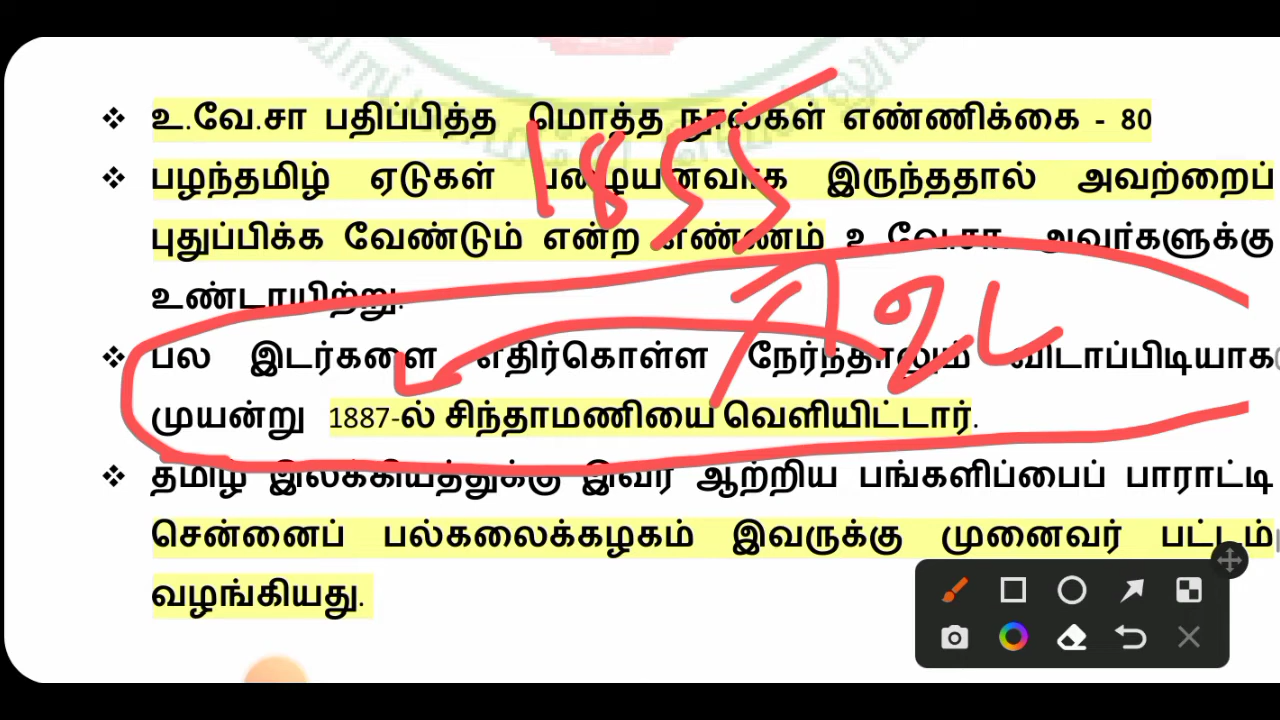 ❖ உ.வே.சா பதிப்பித்த மொத்த நூல்கள் எண்ணிக்கை - 80
❖ பழந்தமிழ் ஏடுகள் பழையனவாக இருந்ததால் அவற்றைப்
புதுப்பிக்க வேண்டும் என்ற எண்ணம் உ.வே.சா. அவர்களுக்கு
உண்டாயிற்று.
❖ பல இடர்களை எதிர்கொள்ள நேர்ந்தாலும் விடாப்பிடியாக
முயன்று 1887-ல் சிந்தாமணியை வெளியிட்டார்.
❖ தமிழ் இலக்கியத்துக்கு இவர் ஆற்றிய பங்களிப்பைப் பாராட்டி
சென்னைப் பல்கலைக்கழகம் இவருக்கு முனைவர் பட்டம்
வழங்கியது.
1855